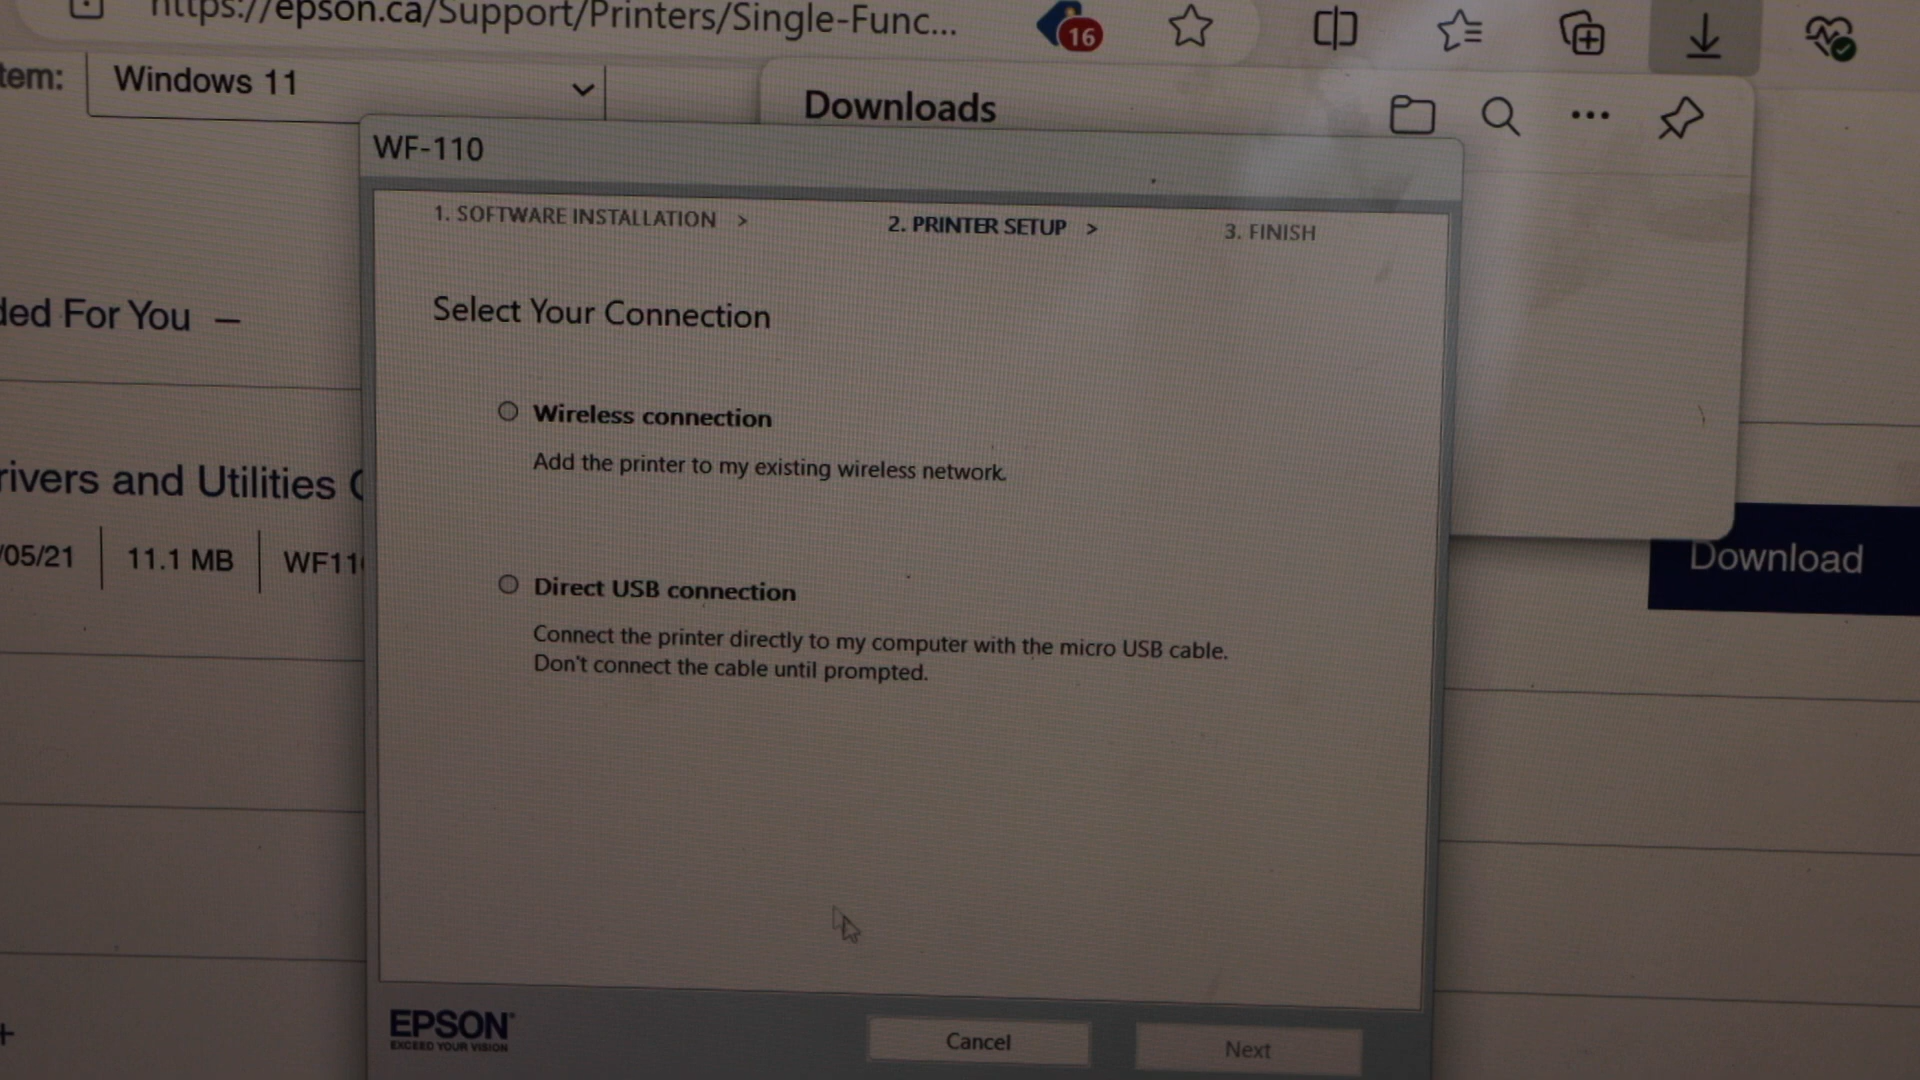 https://epson.ca/Support/Printers/Single-Func...
16
tem:
Windows 11
Downloads
WF-110
1. SOFTWARE INSTALLATION >
2. PRINTER SETUP >
3. FINISH
ded For You —
Select Your Connection
Wireless connection
Add the printer to my existing wireless network.
rivers and Utilities C
/05/21
11.1 MB
WF11
Download
Direct USB connection
Connect the printer directly to my computer with the micro USB cable.
Don't connect the cable until prompted.
EPSON
EXCEED YOUR VISION
Cancel
Next